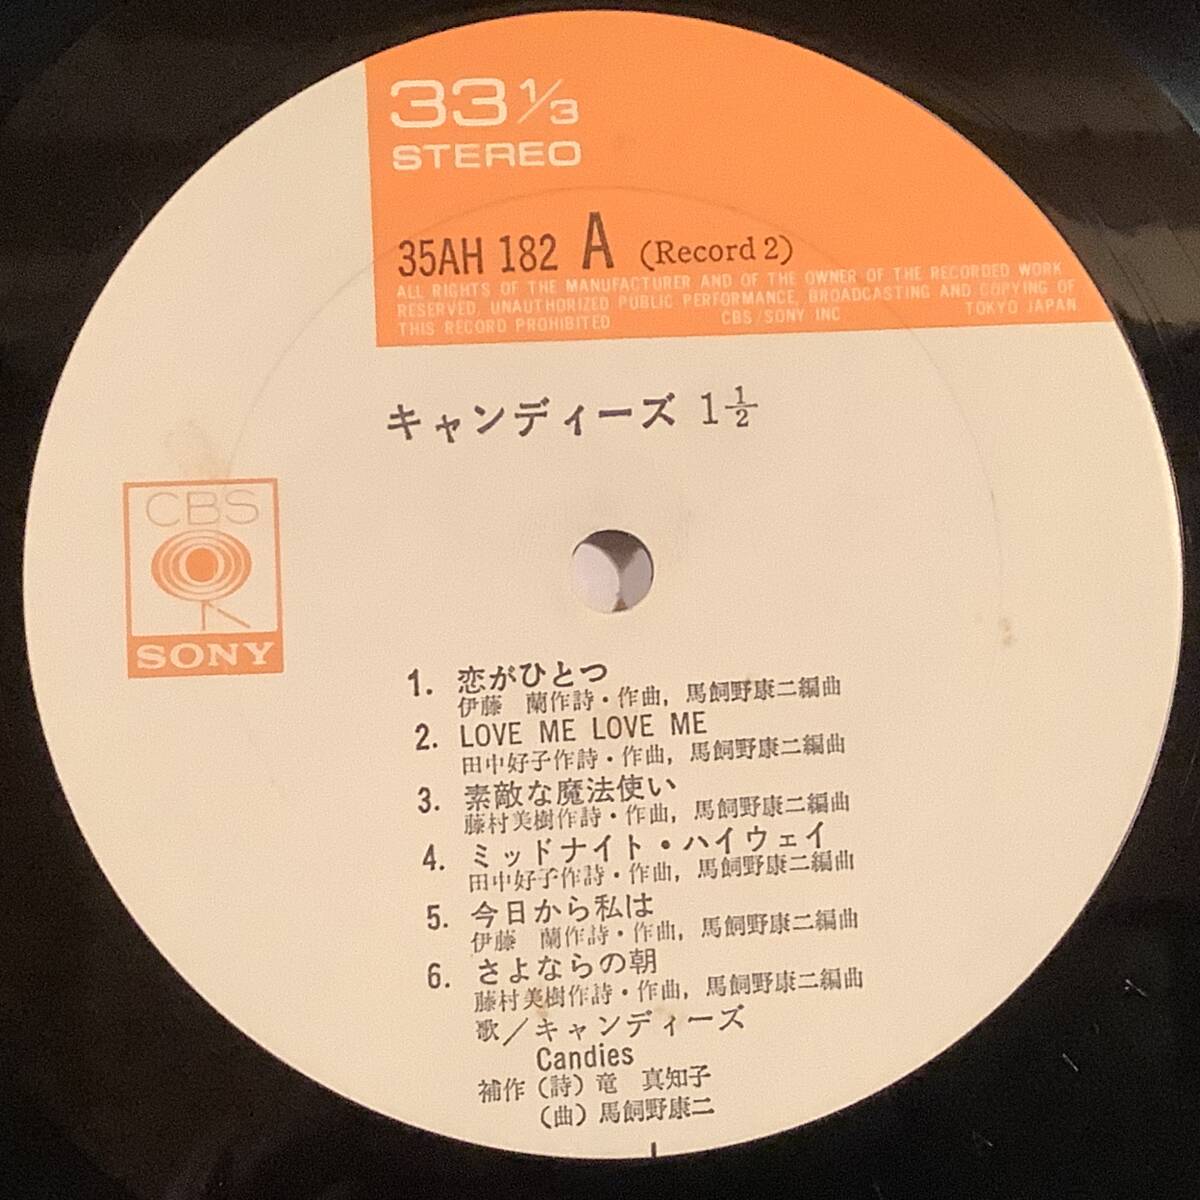 33 1/3
STEREO
35AH 182 A (Record 2)
ALL RIGHTS OF THE MANUFACTURER AND OF THE OWNER OF THE RECORDED WORK
RESERVED, UNAUTHORIZED PUBLIC PERFORMANCE, BROADCASTING AND COPYING OF
THIS RECORD PROHIBITED CBS/SONY INC TOKYO JAPAN
キャンディーズ 1 1/2
CBS
SONY
1. 恋がひとつ
伊藤 蘭作詩・作曲, 馬飼野康二編曲
2. LOVE ME LOVE ME
田中好子作詩・作曲, 馬飼野康二編曲
3. 素敵な魔法使い
藤村美樹作詩・作曲, 馬飼野康二編曲
4. ミッドナイト・ハイウェイ
田中好子作詩・作曲, 馬飼野康二編曲
5. 今日から私は
伊藤 蘭作詩・作曲, 馬飼野康二編曲
6. さよならの朝
藤村美樹作詩・作曲, 馬飼野康二編曲
歌/キャンディーズ
Candies
補作(詩)竜 真知子
(曲)馬飼野康二